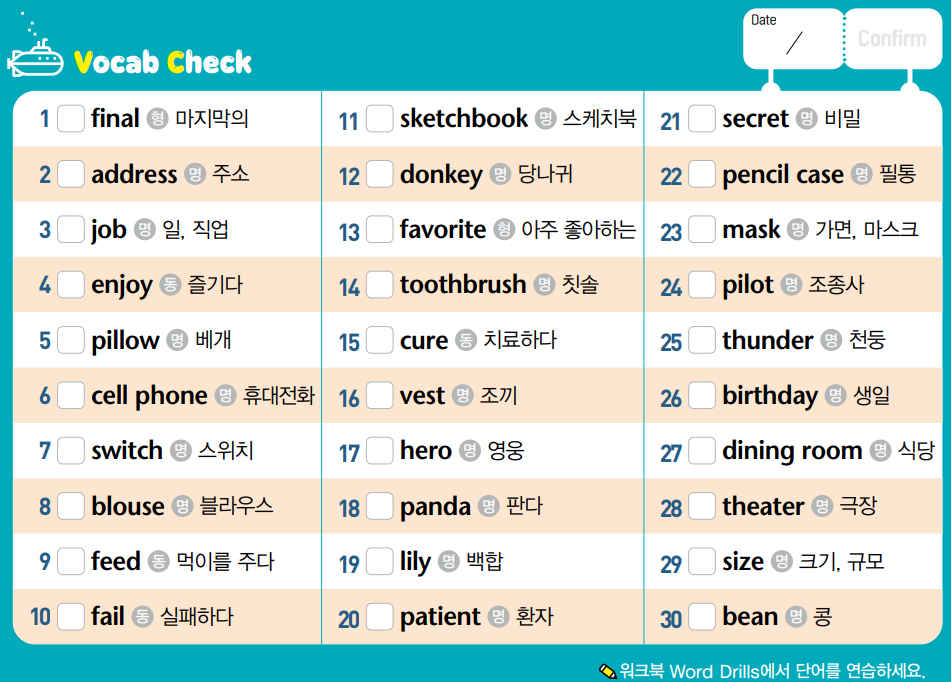 Vocab Check
Date
/
Confirm
1 final 형 마지막의
2 address 명 주소
3 job 명 일, 직업
4 enjoy 동 즐기다
5 pillow 명 베개
6 cell phone 명 휴대전화
7 switch 명 스위치
8 blouse 명 블라우스
9 feed 동 먹이를 주다
10 fail 동 실패하다
11 sketchbook 명 스케치북
12 donkey 명 당나귀
13 favorite 형 아주 좋아하는
14 toothbrush 명 칫솔
15 cure 동 치료하다
16 vest 명 조끼
17 hero 명 영웅
18 panda 명 판다
19 lily 명 백합
20 patient 명 환자
21 secret 명 비밀
22 pencil case 명 필통
23 mask 명 가면, 마스크
24 pilot 명 조종사
25 thunder 명 천둥
26 birthday 명 생일
27 dining room 명 식당
28 theater 명 극장
29 size 명 크기, 규모
30 bean 명 콩
워크북 Word Drills에서 단어를 연습하세요.